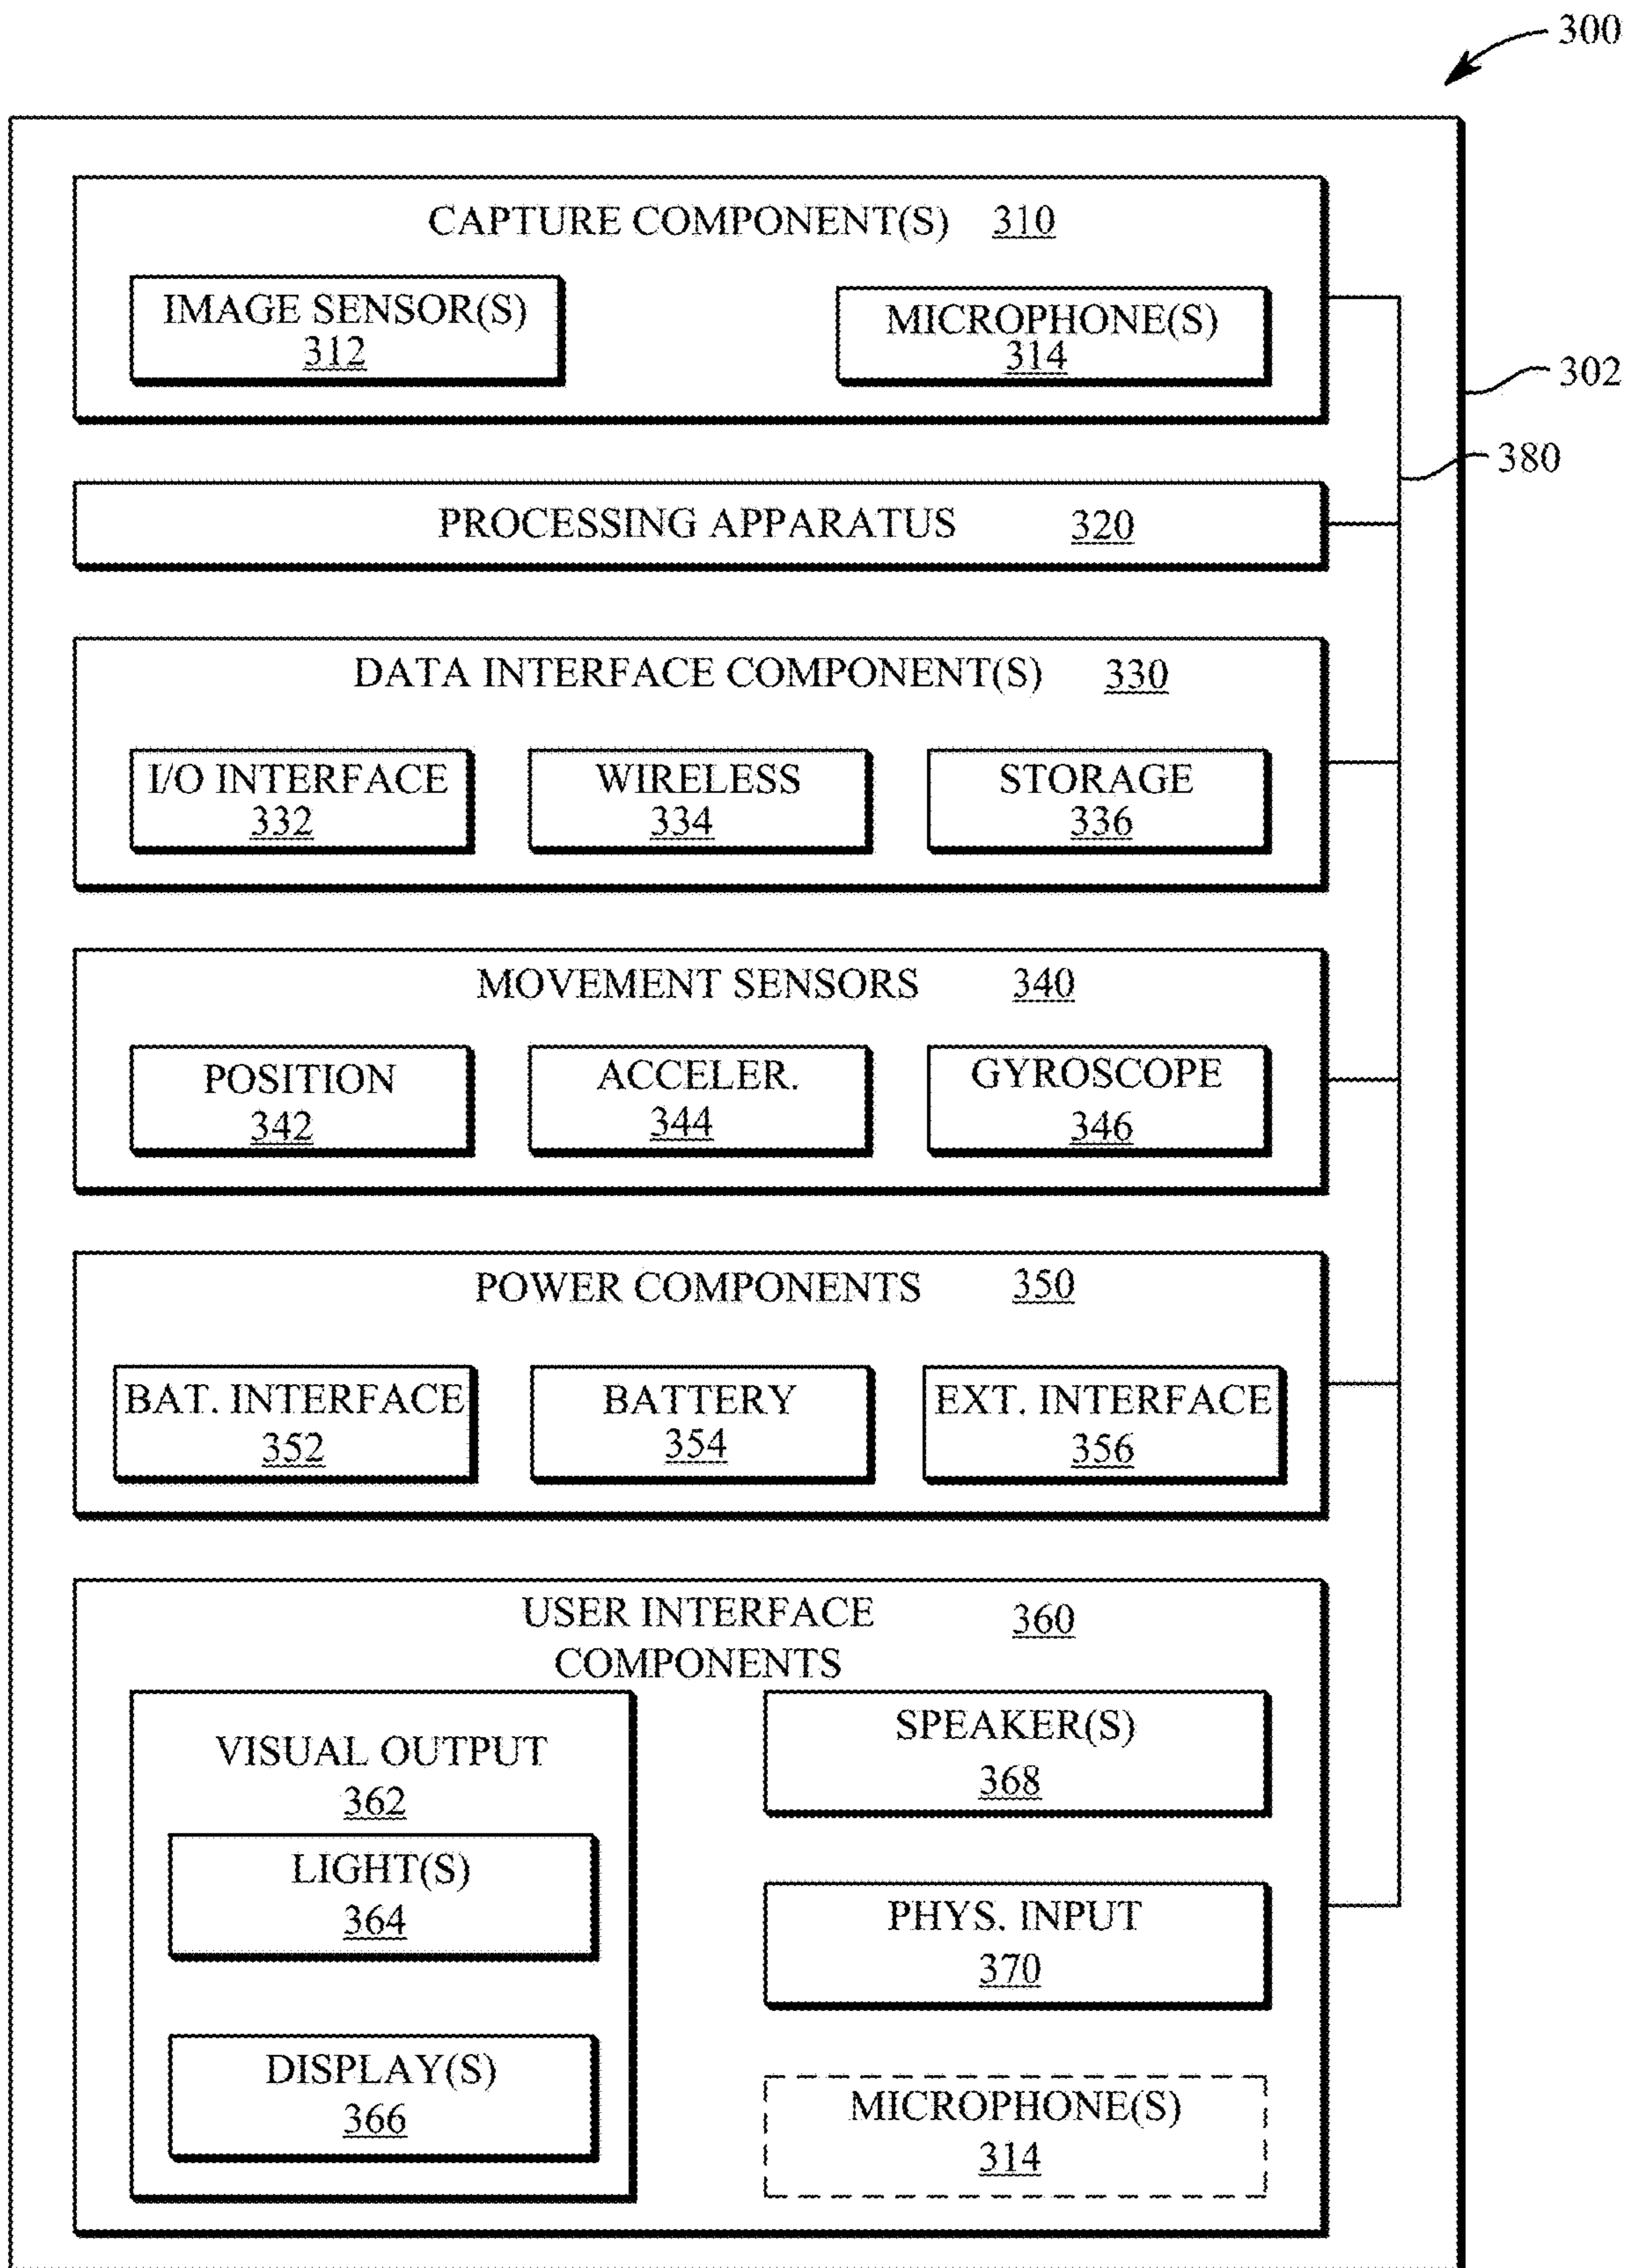 300
CAPTURE COMPONENT(S) 310
IMAGE SENSOR(S)
312
MICROPHONE(S)
314
302
380
PROCESSING APPARATUS 320
DATA INTERFACE COMPONENT(S) 330
I/O INTERFACE
332
WIRELESS
334
STORAGE
336
MOVEMENT SENSORS 340
POSITION
342
ACCELER.
344
GYROSCOPE
346
POWER COMPONENTS 350
BAT. INTERFACE
352
BATTERY
354
EXT. INTERFACE
356
USER INTERFACE 360
COMPONENTS
VISUAL OUTPUT
362
LIGHT(S)
364
DISPLAY(S)
366
SPEAKER(S)
368
PHYS. INPUT
370
MICROPHONE(S)
314